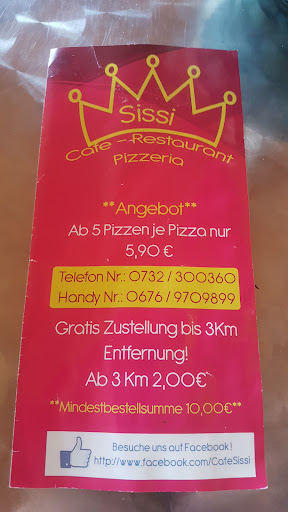 Sissi
Cafe - Restaurant
Pizzeria
**Angebot**
Ab 5 Pizzen je Pizza nur
5,90 €
Telefon Nr.: 0732 / 300360
Handy Nr.: 0676 / 9709899
Gratis Zustellung bis 3Km
Entfernung!
Ab 3 Km 2,00€
**Mindestbestellsumme 10,00€**
Besuche uns auf Facebook!
http://www.facebook.com/CafeSissi